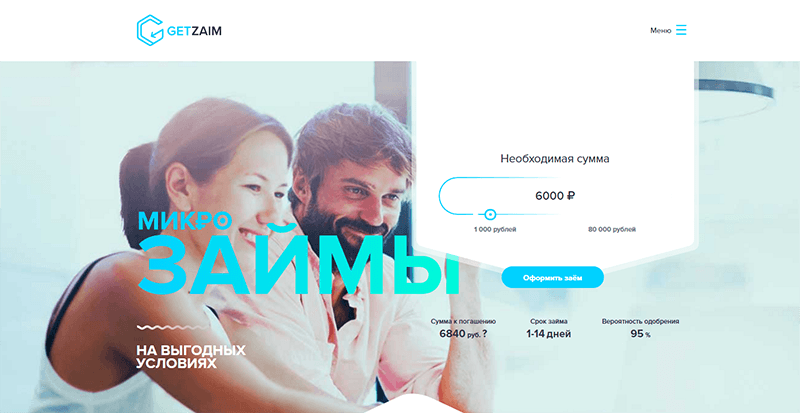 GETZAIM
Меню
Необходимая сумма
6000 ₽
1 000 рублей 80 000 рублей
МИК₽О
ЗАЙМЫ
Оформить заём
Сумма к погашению Срок займа Вероятность одобрения
6840 руб. ? 1-14 дней 95 %
НА ВЫГОДНЫХ
УСЛОВИЯХ